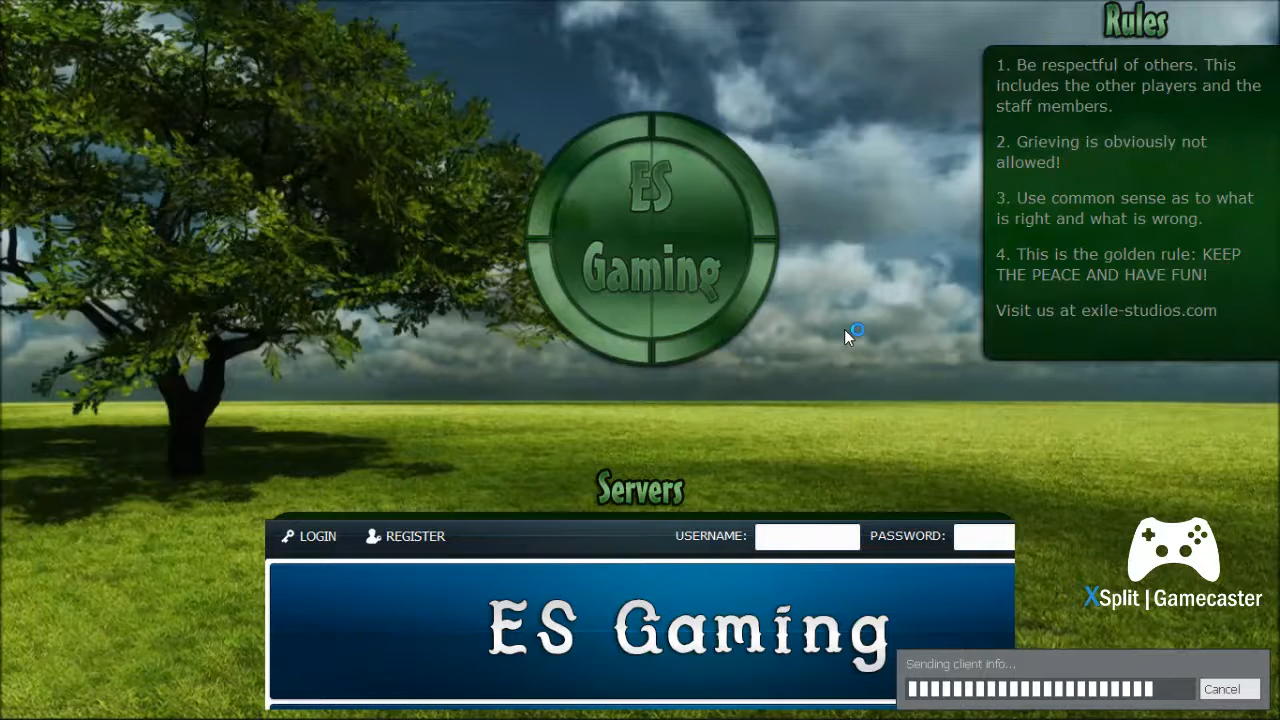 Rules
1. Be respectful of others. This
includes the other players and the
staff members.
2. Grieving is obviously not
allowed!
3. Use common sense as to what
is right and what is wrong.
4. This is the golden rule: KEEP
THE PEACE AND HAVE FUN!
Visit us at exile-studios.com
ES
Gaming
Servers
LOGIN REGISTER USERNAME: PASSWORD:
ES Gaming
XSplit | Gamecaster
Sending client info...
Cancel